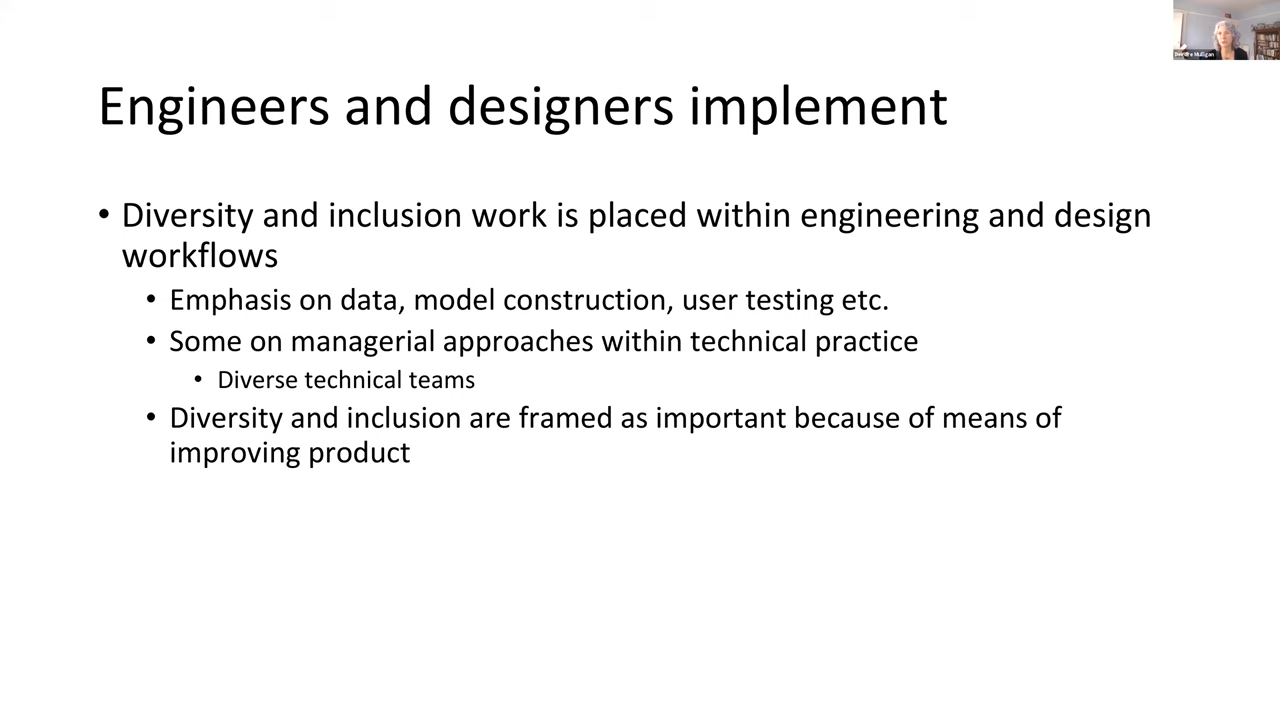 Deirdre Mulligan
Engineers and designers implement
• Diversity and inclusion work is placed within engineering and design
workflows
• Emphasis on data, model construction, user testing etc.
• Some on managerial approaches within technical practice
• Diverse technical teams
• Diversity and inclusion are framed as important because of means of
improving product